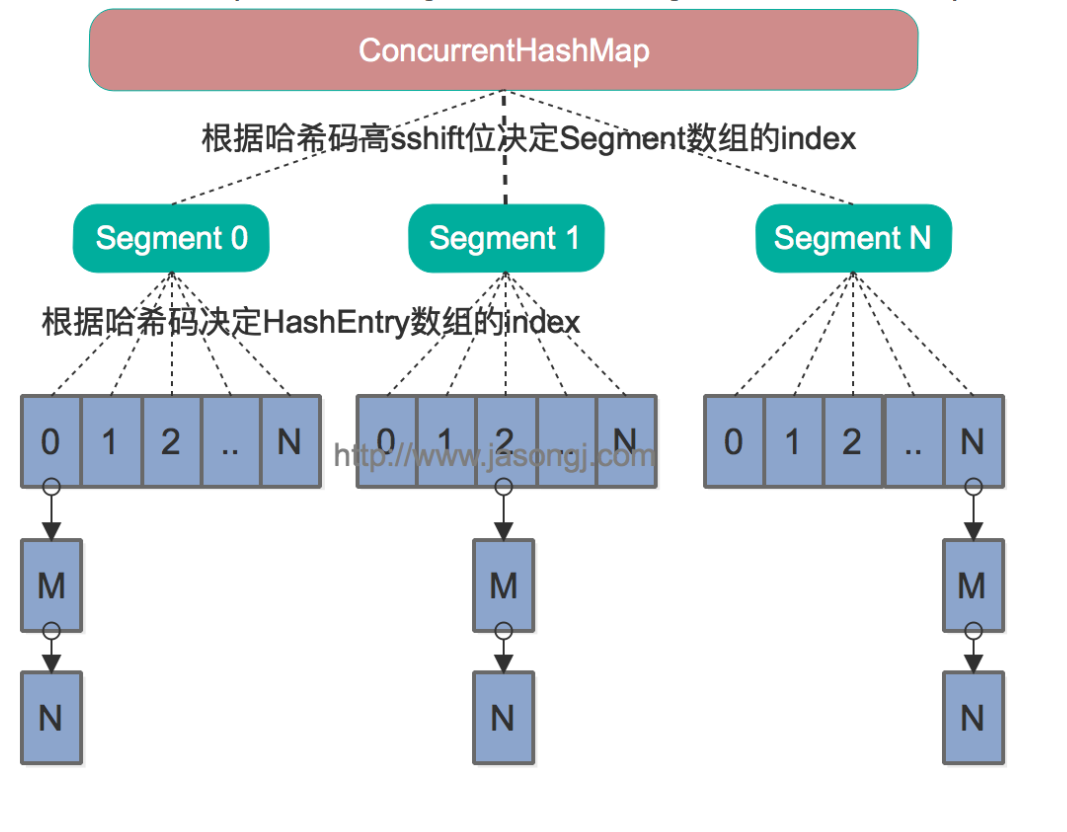 ConcurrentHashMap
根据哈希码高sshift位决定Segment数组的index
Segment 0 Segment 1 Segment N
根据哈希码决定HashEntry数组的index
0 1 2 .. N 0 1 2 .. N 0 1 2 .. N
http://www.jasongj.com
M M M
N N N